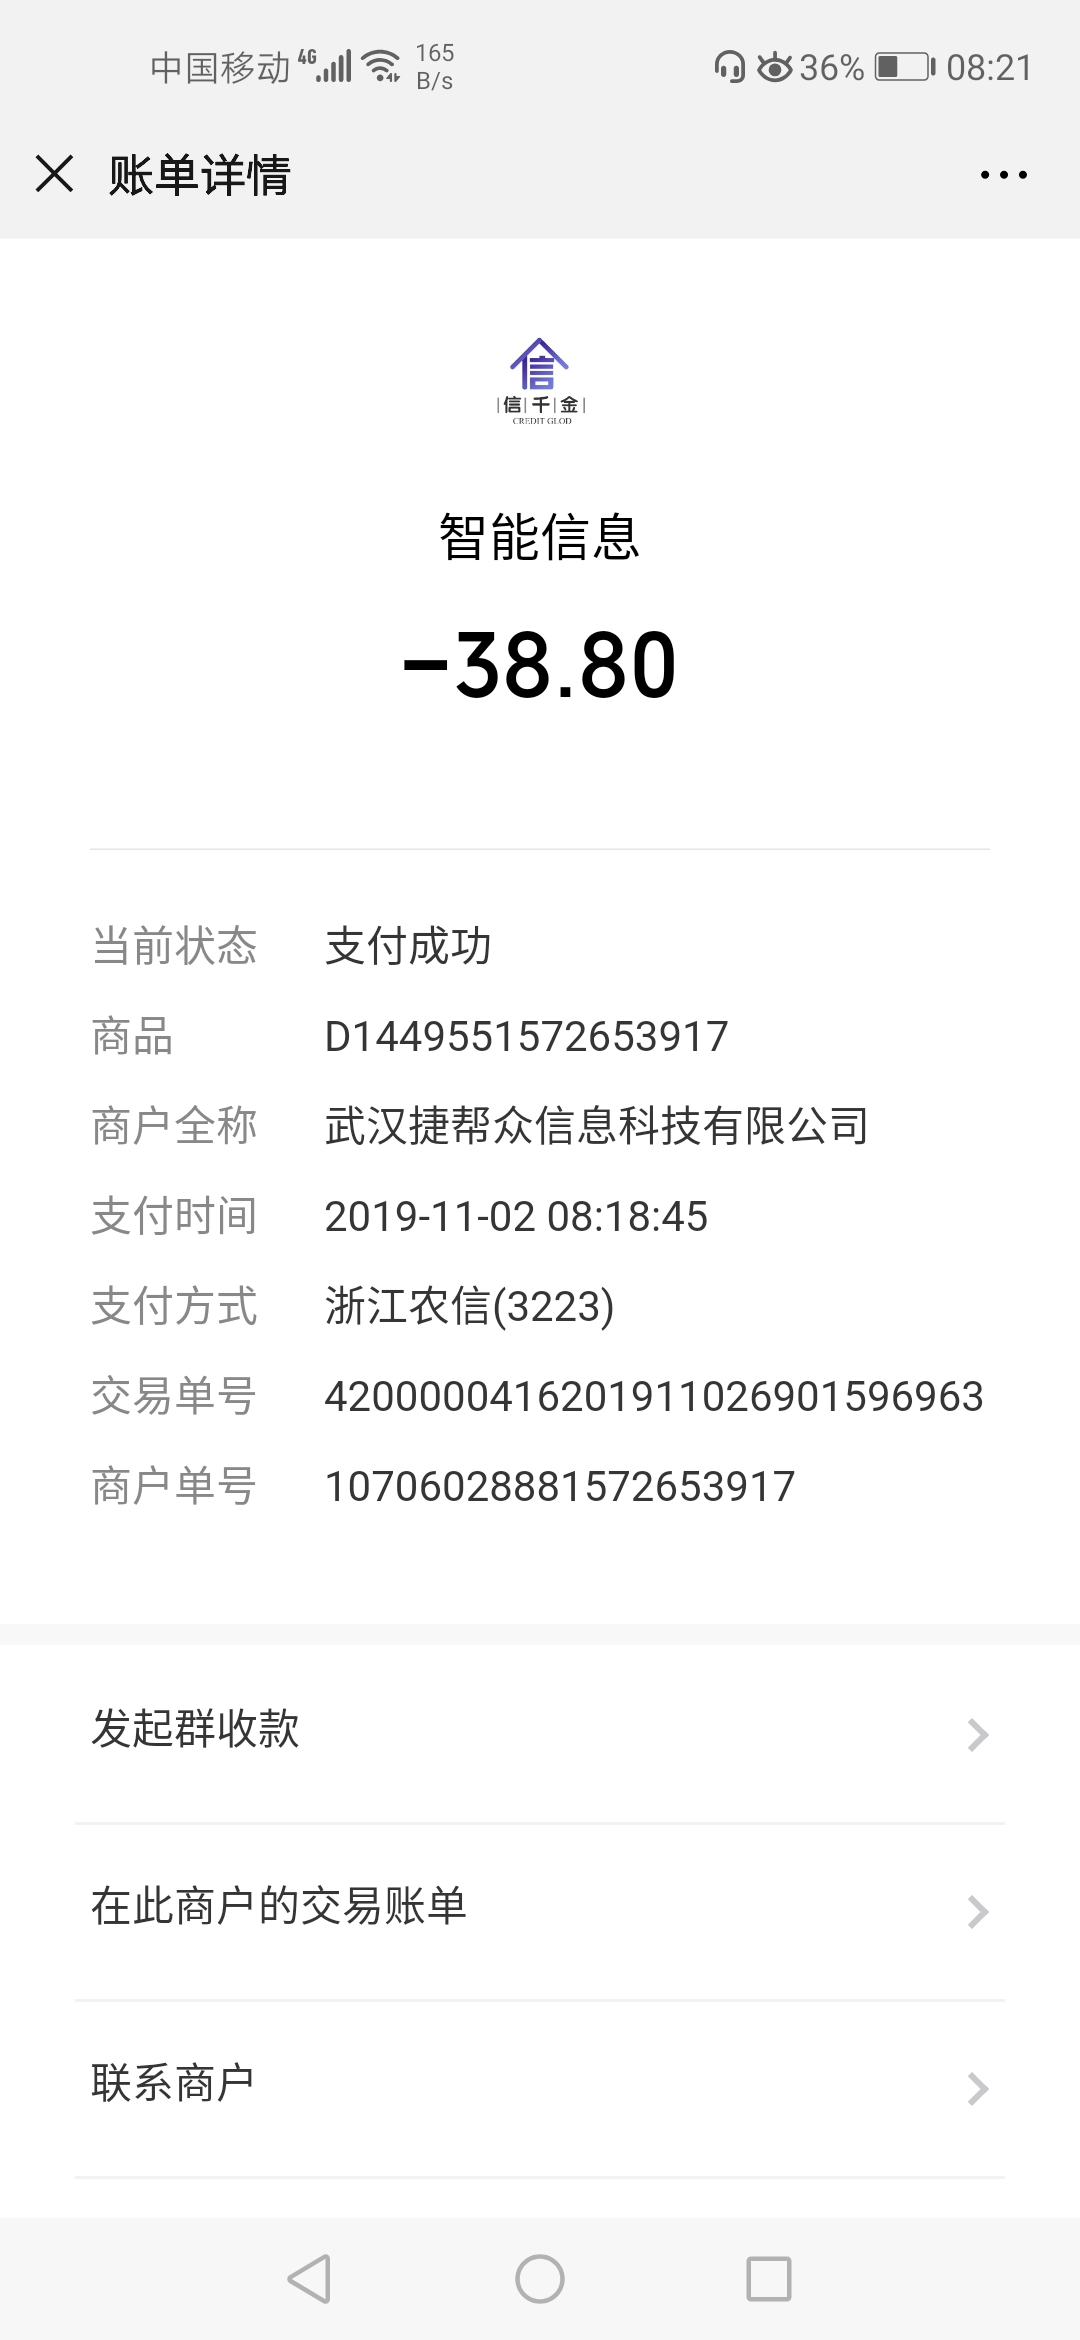 中国移动 4G 165 B/s 36% 08:21
账单详情
信
信千金
CREDIT GLOD
智能信息
-38.80
当前状态 支付成功
商品 D1449551572653917
商户全称 武汉捷帮众信息科技有限公司
支付时间 2019-11-02 08:18:45
支付方式 浙江农信(3223)
交易单号 4200000416201911026901596963
商户单号 10706028881572653917
发起群收款
在此商户的交易账单
联系商户